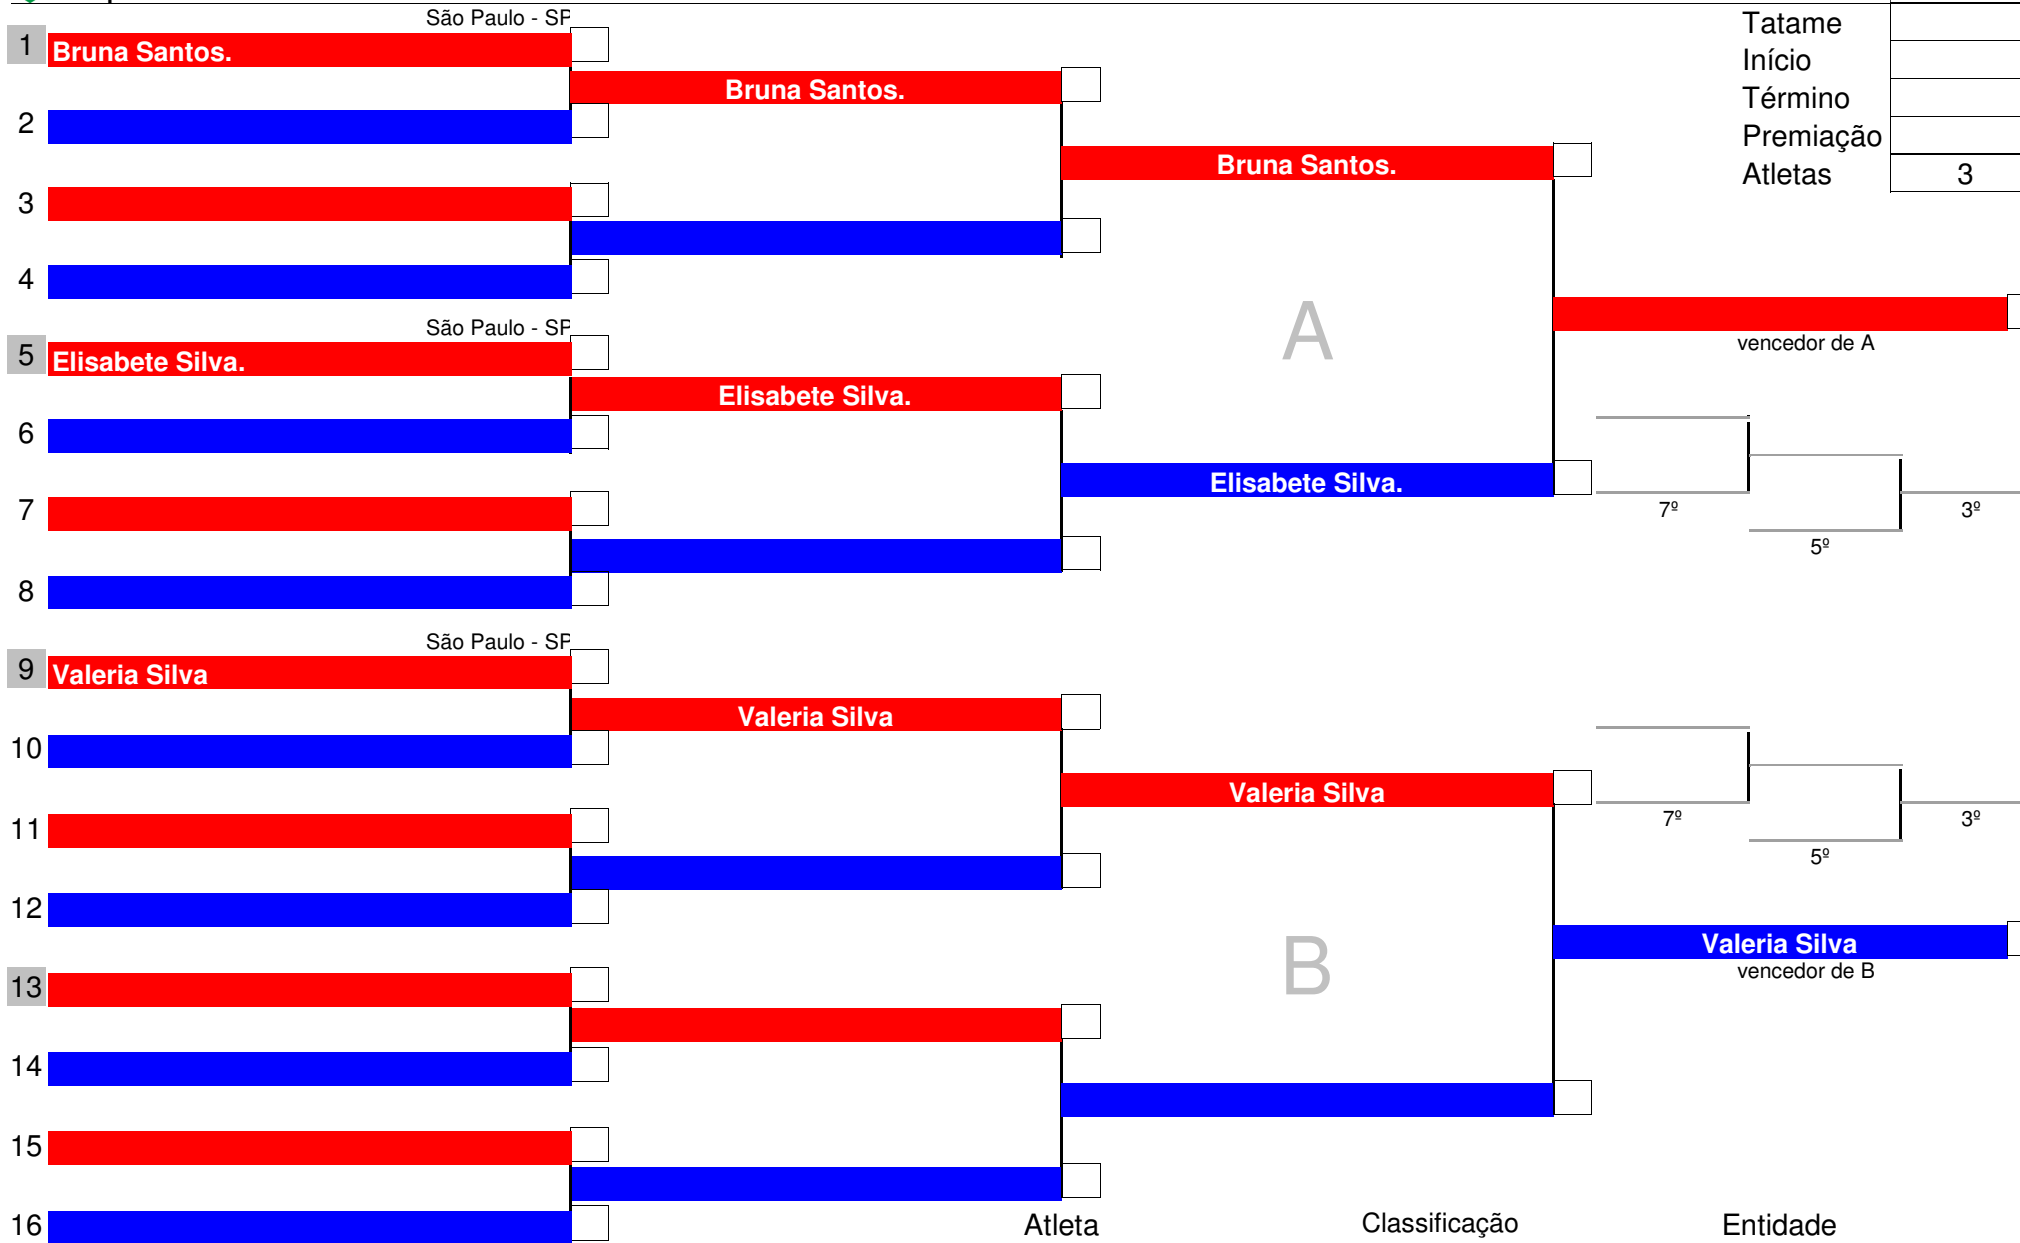 São Paulo - SP
Tatame
1 Bruna Santos.
Início
Bruna Santos.
Término
2
Premiação
Bruna Santos.
Atletas 3
3
4
A
São Paulo - SP
vencedor de A
5 Elisabete Silva.
Elisabete Silva.
6
Elisabete Silva.
7
7º 3º
5º
8
São Paulo - SP
9 Valeria Silva
Valeria Silva
10
Valeria Silva
11
7º 3º
5º
12
Valeria Silva
B
vencedor de B
13
14
15
16
Atleta Classificação Entidade